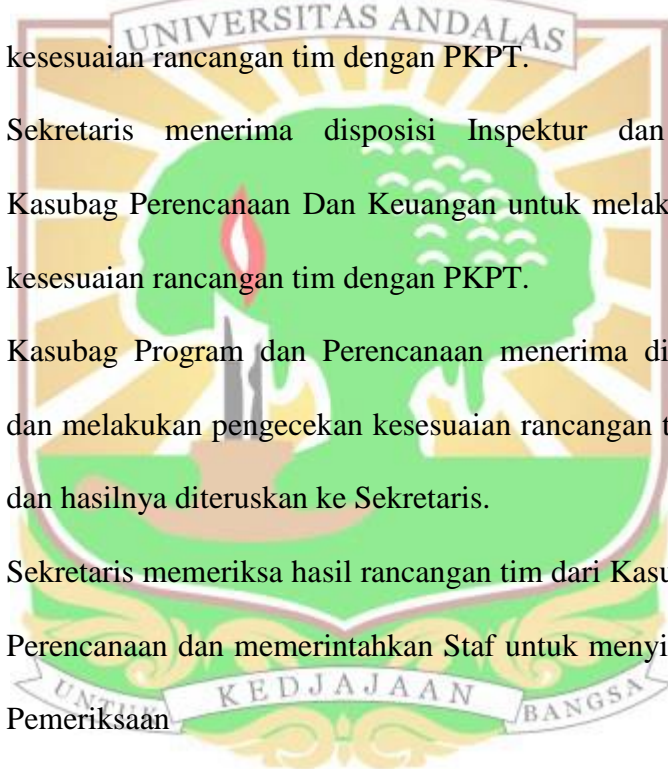 UNIVERSITAS ANDALAS
kesesuaian rancangan tim dengan PKPT.
Sekretaris menerima disposisi Inspektur dan
Kasubag Perencanaan Dan Keuangan untuk melak
kesesuaian rancangan tim dengan PKPT.
Kasubag Program dan Perencanaan menerima di
dan melakukan pengecekan kesesuaian rancangan t
dan hasilnya diteruskan ke Sekretaris.
Sekretaris memeriksa hasil rancangan tim dari Kasu
Perencanaan dan memerintahkan Staf untuk menyi
UNTUK KEDJAJAAN BANGSA
Pemeriksaan